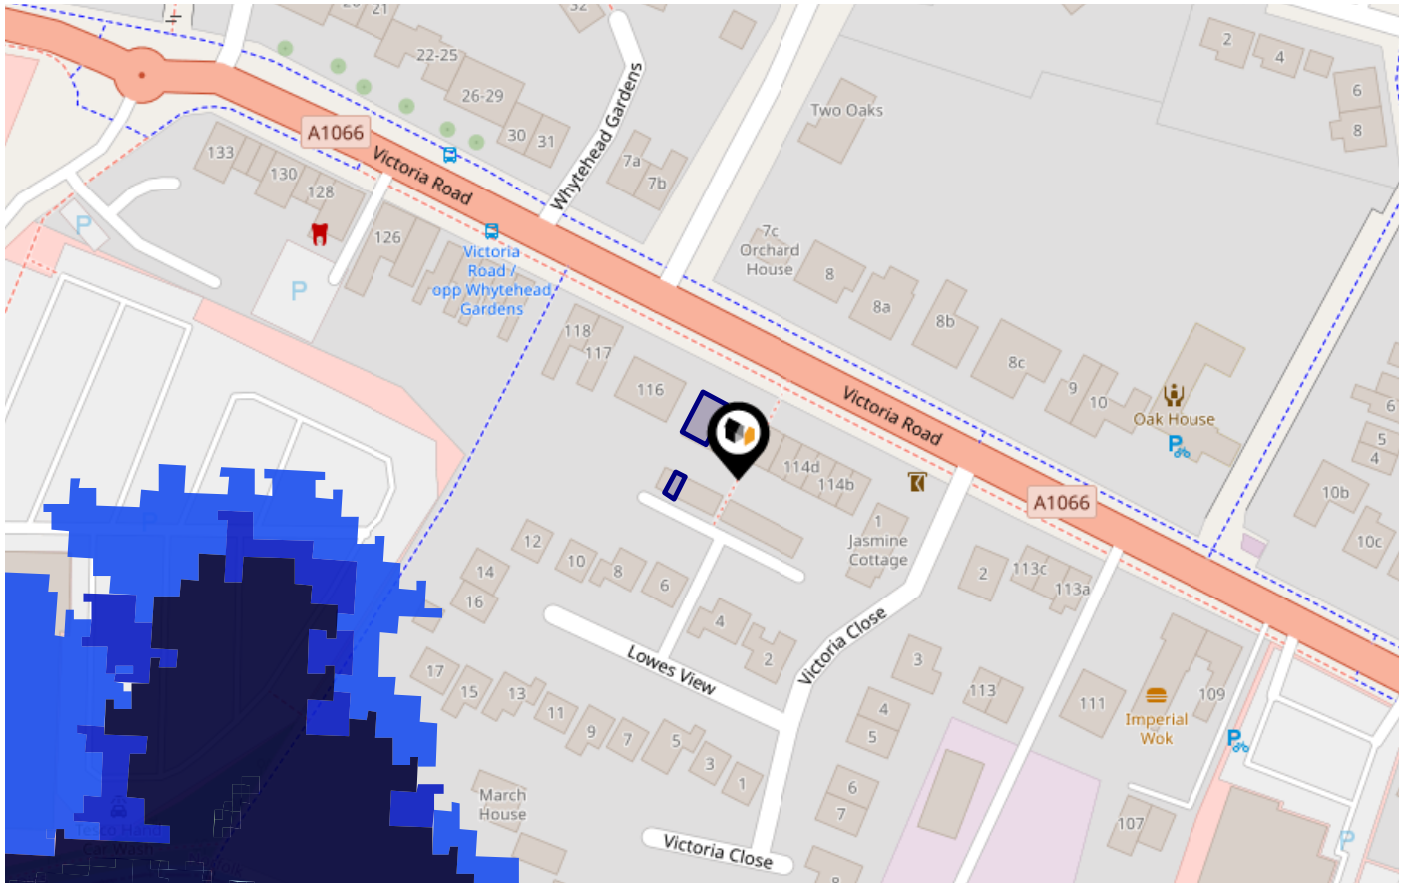 21
32
22-25
26-29
30
31
Whytehead Gardens
7a
7b
Two Oaks
2
4
6
8
A1066
Victoria Road
133
130
128
P
126
P
Victoria
Road /
opp Whytehead
Gardens
7c
Orchard
House
8
8a
8b
8c
9
10
Oak House
P
6
5
4
118
117
116
Victoria Road
114d
114b
A1066
10b
10c
1
Jasmine
Cottage
12
10
8
6
14
16
4
2
2
113c
113a
Lowes View
Victoria Close
3
113
111
109
Imperial
Wok
P
17
15
13
11
9
7
5
3
1
4
5
6
7
March
House
107
P
Victoria Close
Tesco Hand
Car Wash